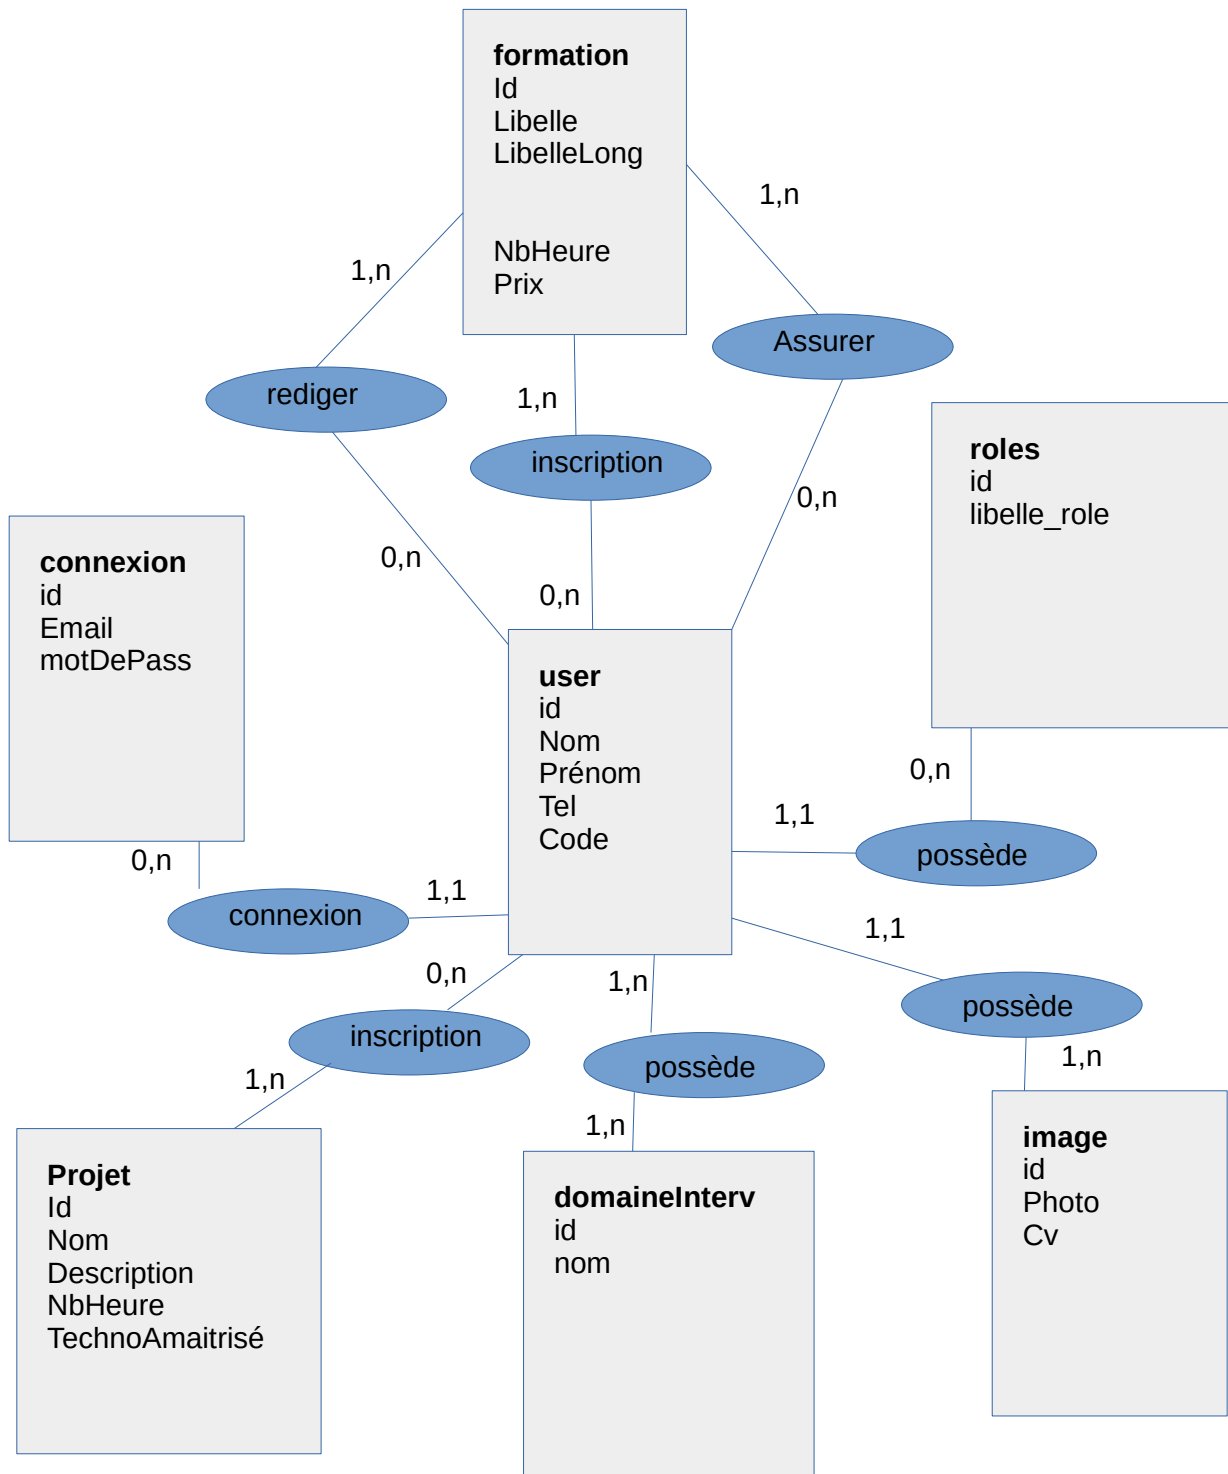 formation
Id
Libelle
LibelleLong
NbHeure
Prix
1,n
1,n
Assurer
rediger
1,n
inscription
roles
id
libelle_role
0,n
0,n
0,n
connexion
id
Email
motDePass
user
id
Nom
Prénom
Tel
Code
0,n
1,1
possède
0,n
connexion
1,1
1,1
0,n
inscription
1,n
possède
possède
1,n
1,n
1,n
Projet
Id
Nom
Description
NbHeure
TechnoAmaitrisé
domaineInterv
id
nom
image
id
Photo
Cv